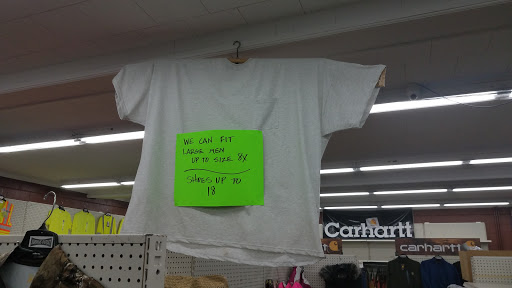 WE CAN FIT
LARGE MEN
UP TO SIZE 8X
SHOES UP TO
18
Carhartt
carhartt